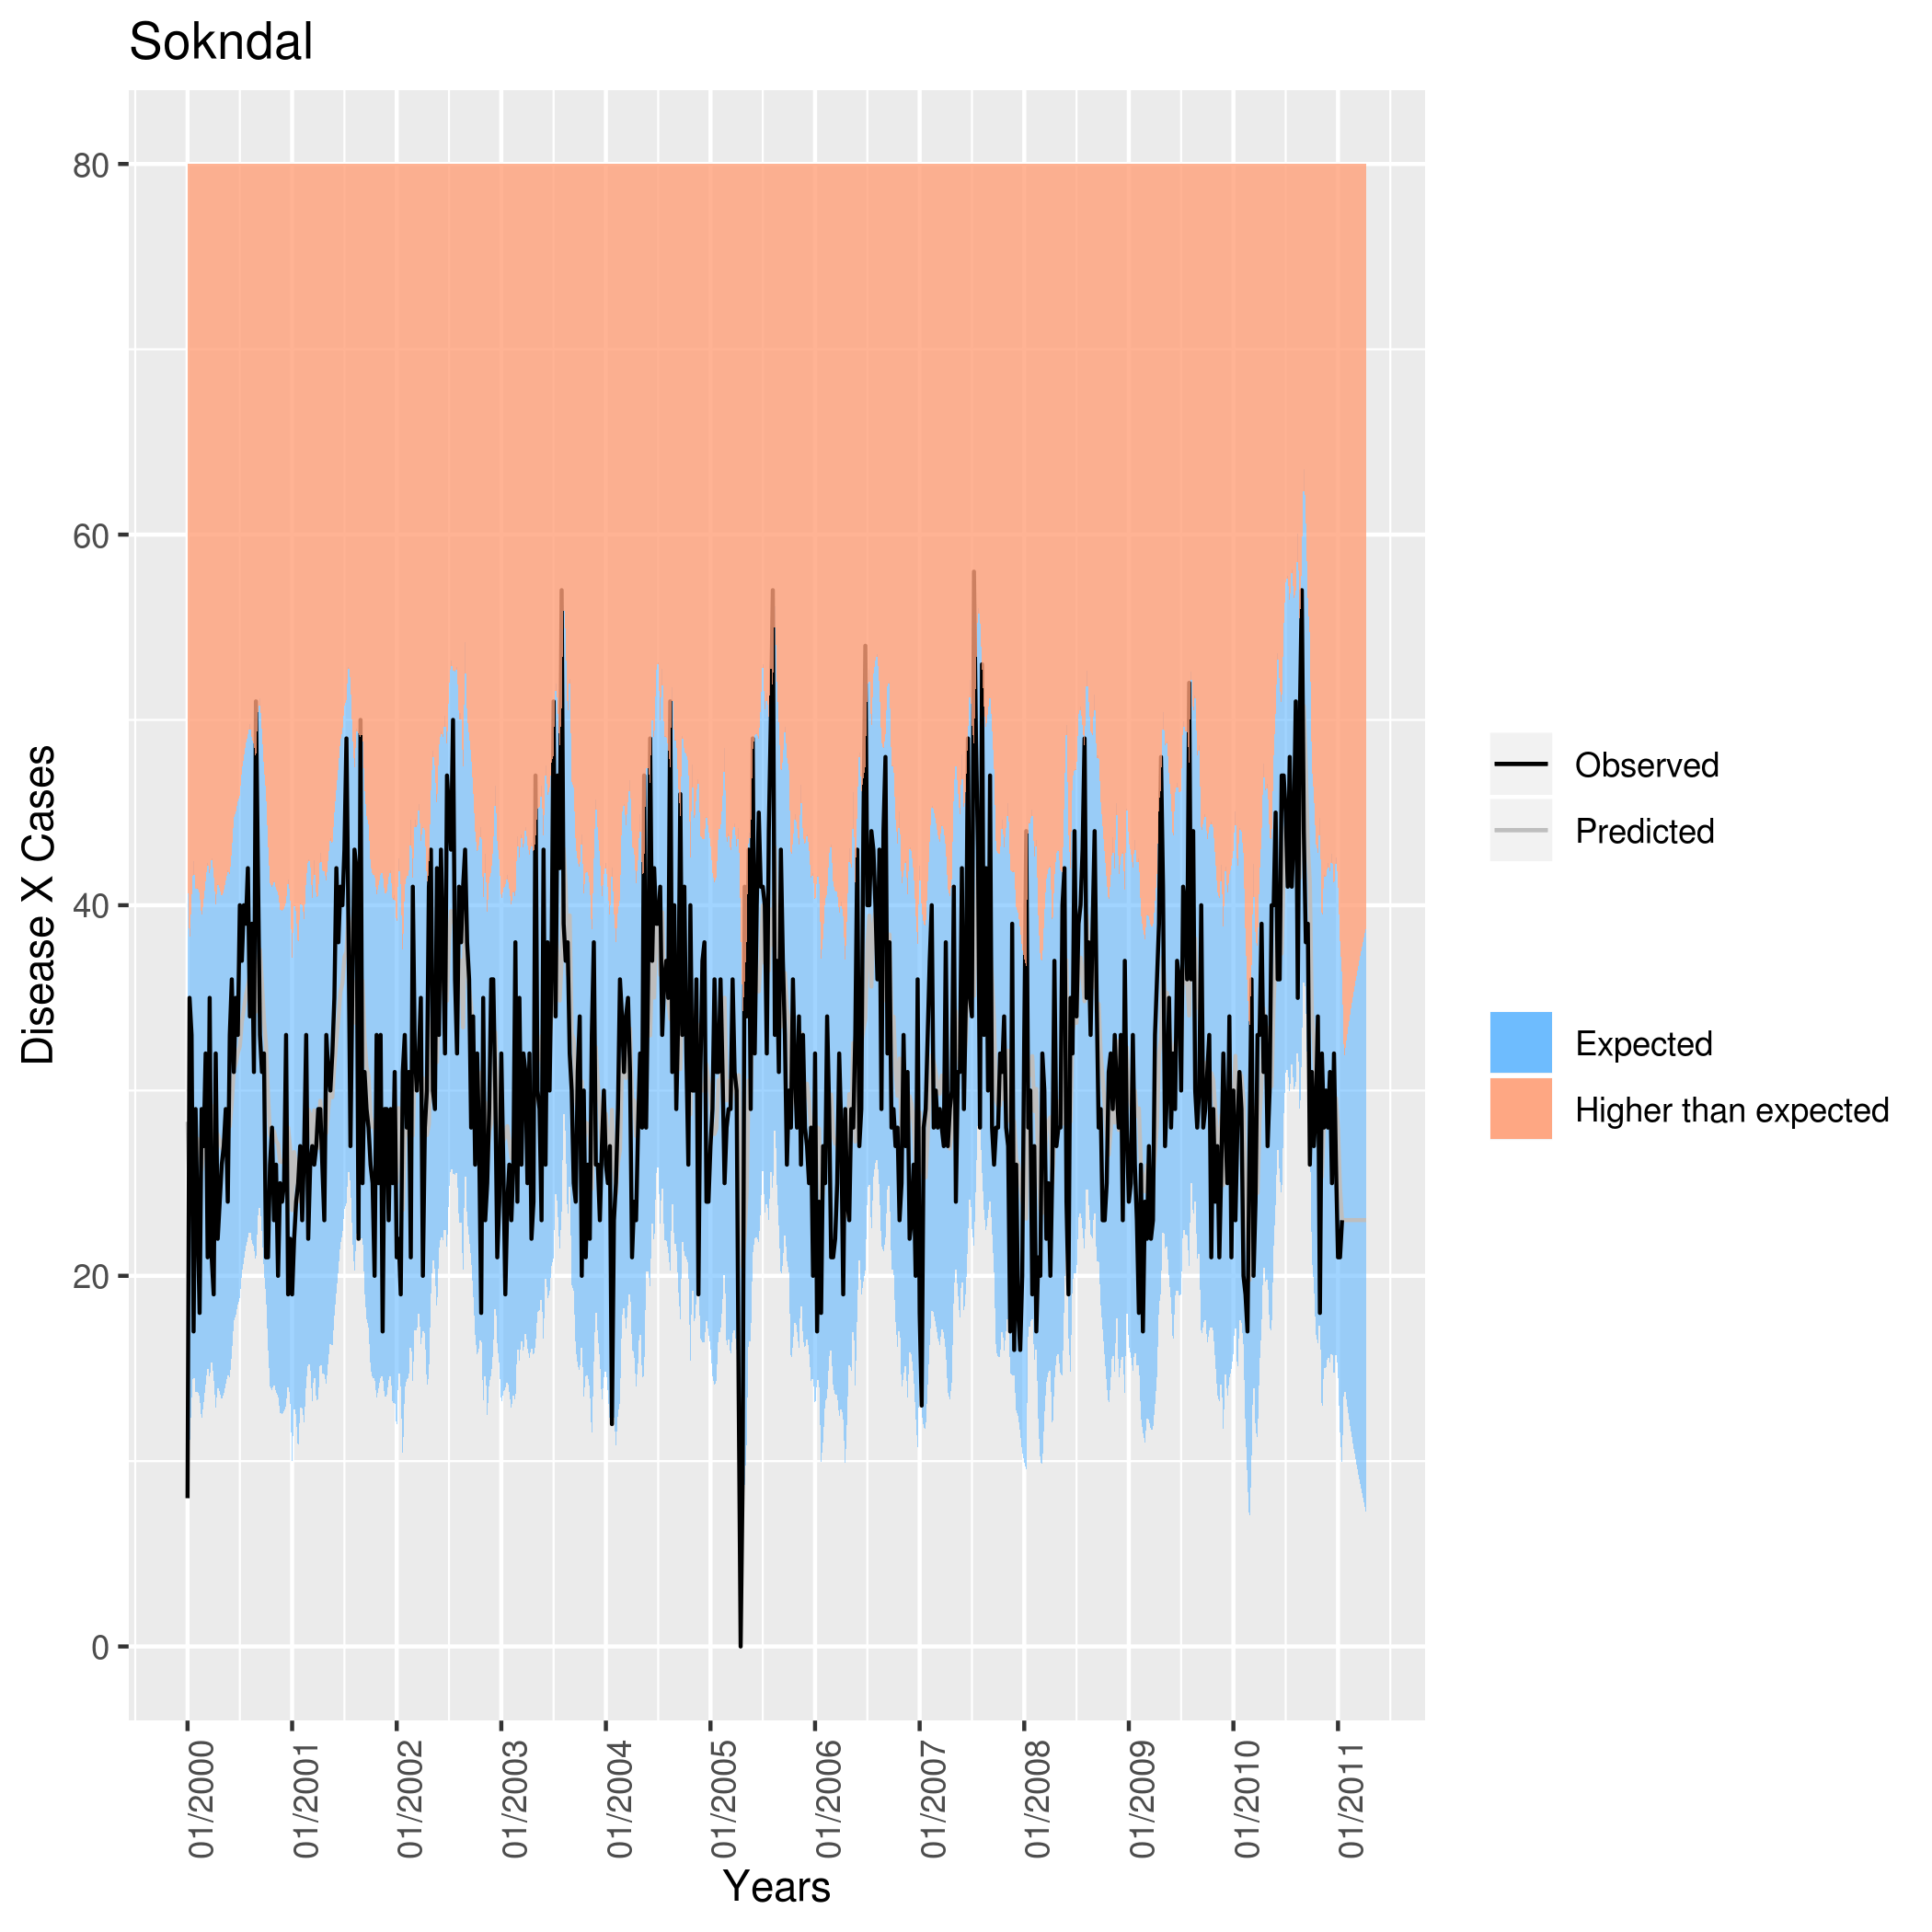 Sokndal
Disease X Cases
80
60
40
20
0
01/2000
01/2001
01/2002
01/2003
01/2004
01/2005
01/2006
01/2007
01/2008
01/2009
01/2010
01/2011
Years
Observed
Predicted
Expected
Higher than expected